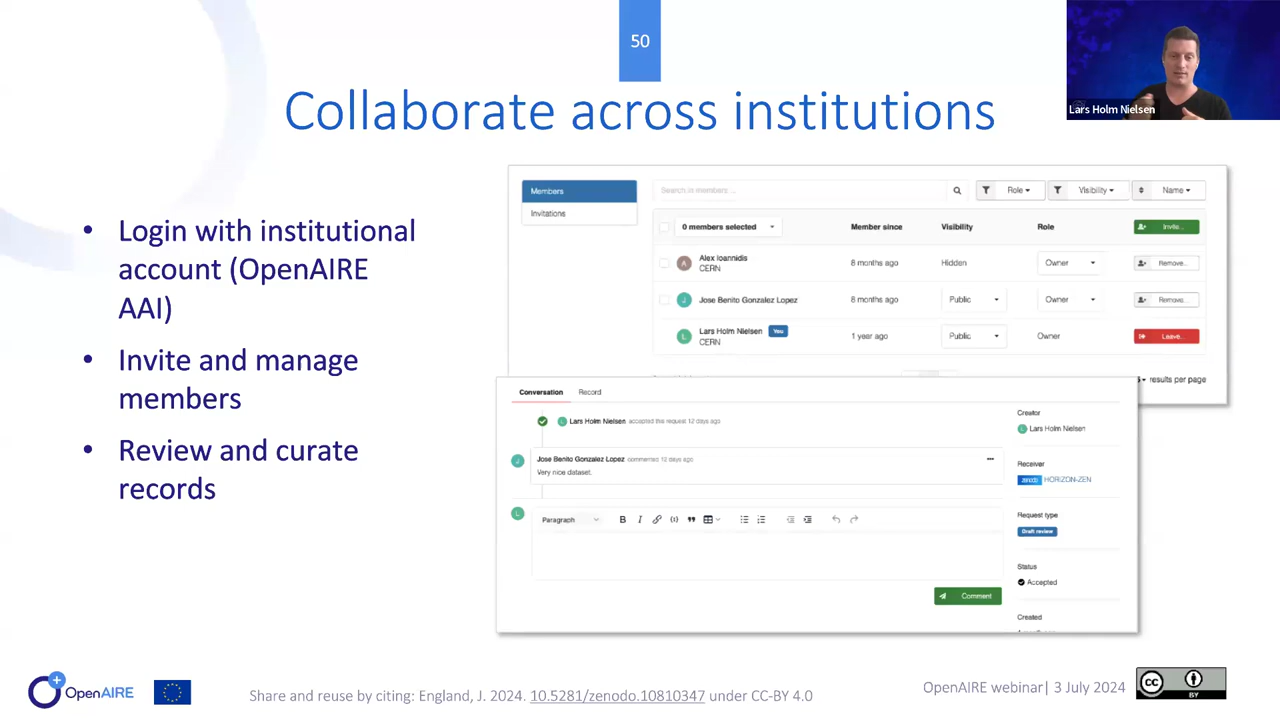 50
Lars Holm Nielsen
Collaborate across institutions
• Login with institutional
account (OpenAIRE
AAI)
• Invite and manage
members
• Review and curate
records
Members
Invitations
Search in members ...
Role
Visibility
Name
0 members selected
Member since
Visibility
Role
Invite...
A
Alex Ioannidis
CERN
8 months ago
Hidden
Owner
Remove...
J
Jose Benito Gonzalez Lopez
8 months ago
Public
Owner
Remove...
L
Lars Holm Nielsen You
CERN
1 year ago
Public
Owner
Leave...
results per page
Conversation Record
L Lars Holm Nielsen accepted this request 12 days ago
J
Jose Benito Gonzalez Lopez commented 12 days ago
Very nice dataset.
L
Paragraph
B I
Comment
Creator
L Lars Holm Nielsen
Receiver
zenodo HORIZON-ZEN
Request type
Draft review
Status
Accepted
Created
OpenAIRE
Share and reuse by citing: England, J. 2024. 10.5281/zenodo.10810347 under CC-BY 4.0
OpenAIRE webinar| 3 July 2024
CC
BY